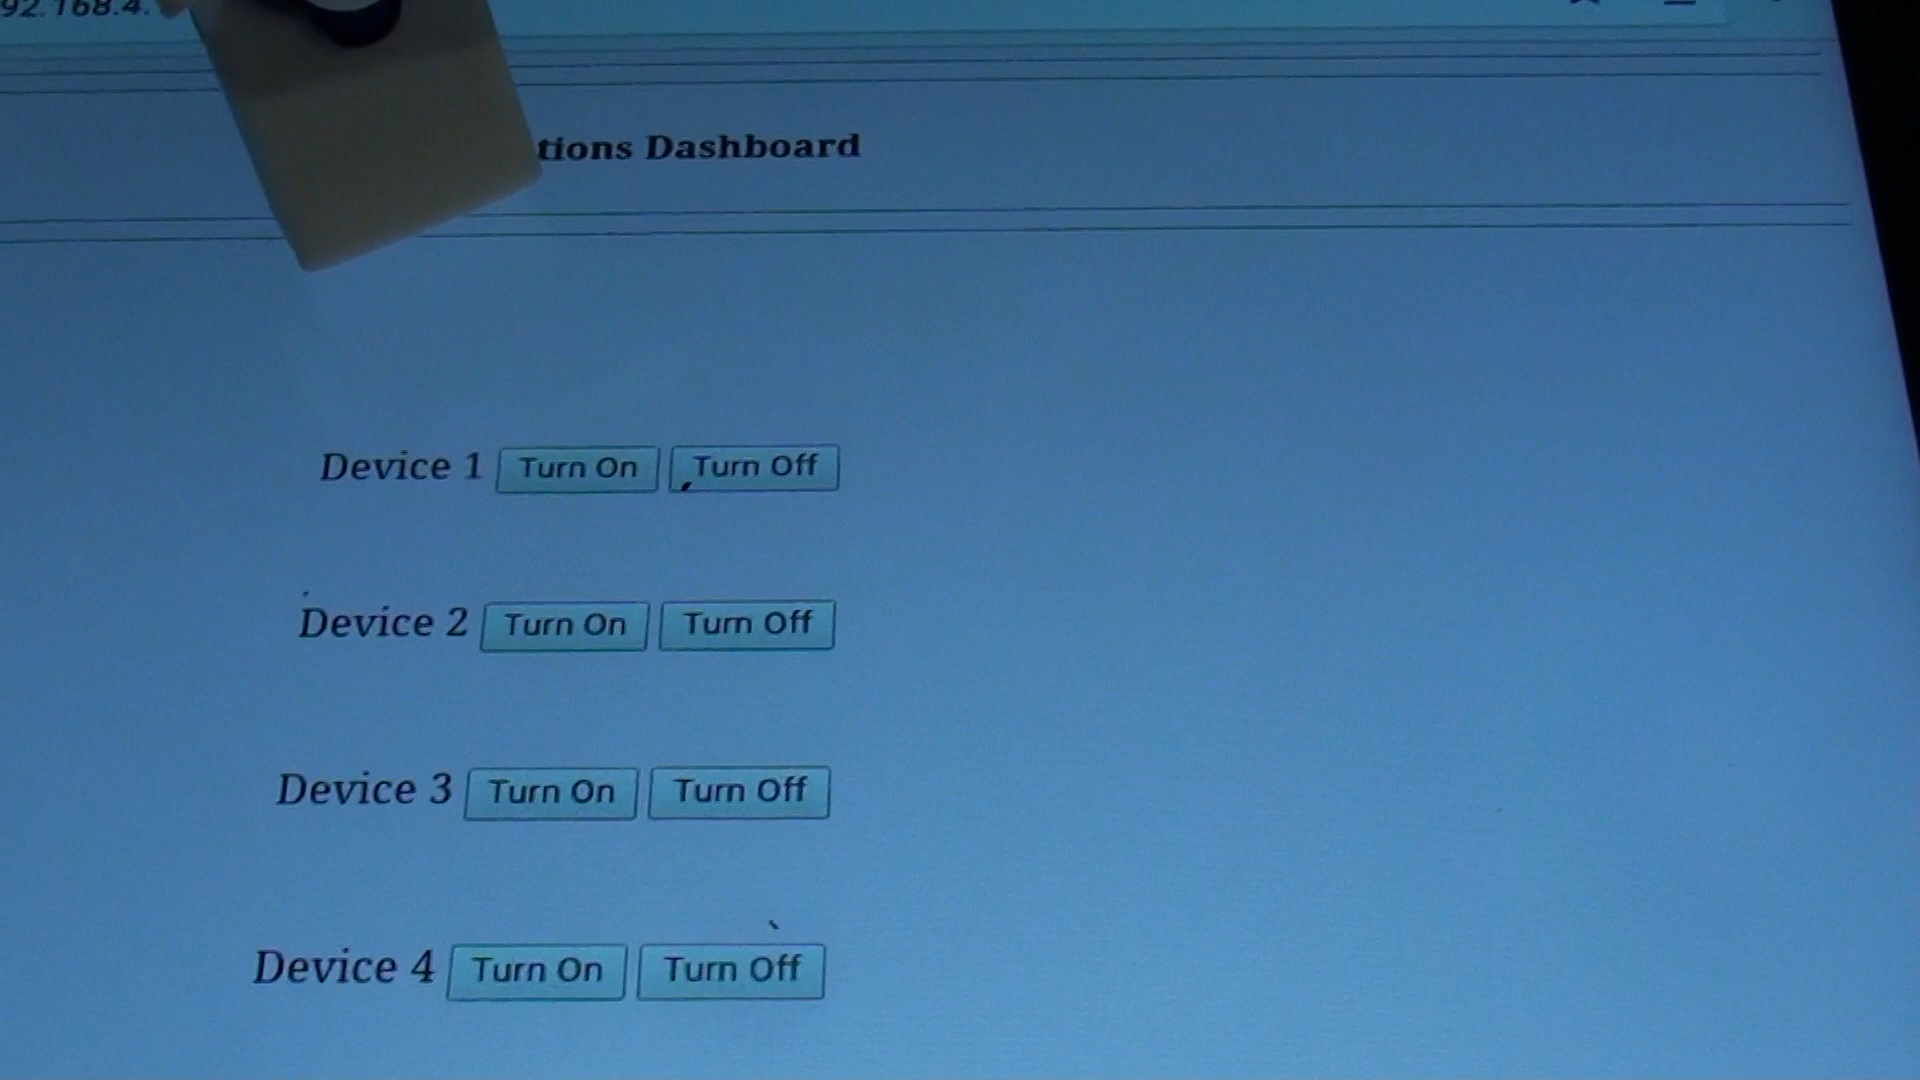 92.168.4.
tions Dashboard
Device 1 Turn On Turn Off
Device 2 Turn On Turn Off
Device 3 Turn On Turn Off
Device 4 Turn On Turn Off